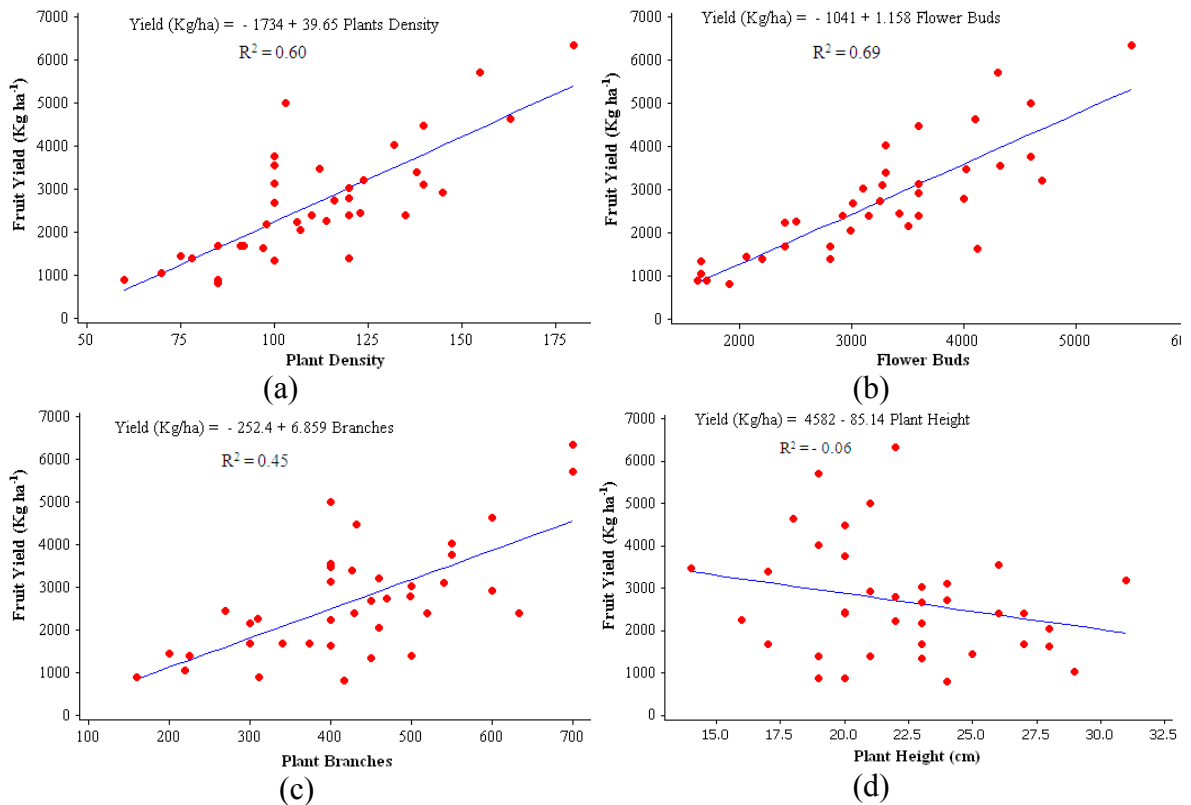 Yield (Kg/ha) = - 1734 + 39.65 Plants Density
R² = 0.60
Fruit Yield (Kg ha⁻¹)
7000
6000
5000
4000
3000
2000
1000
0
50 75 100 125 150 175
Plant Density
(a)
Yield (Kg/ha) = - 1041 + 1.158 Flower Buds
R² = 0.69
Fruit Yield (Kg ha⁻¹)
7000
6000
5000
4000
3000
2000
1000
0
2000 3000 4000 5000
Flower Buds
(b)
Yield (Kg/ha) = - 252.4 + 6.859 Branches
R² = 0.45
Fruit Yield (Kg ha⁻¹)
7000
6000
5000
4000
3000
2000
1000
0
100 200 300 400 500 600 700
Plant Branches
(c)
Yield (Kg/ha) = 4582 - 85.14 Plant Height
R² = - 0.06
Fruit Yield (Kg ha⁻¹)
7000
6000
5000
4000
3000
2000
1000
0
15.0 17.5 20.0 22.5 25.0 27.5 30.0 32.5
Plant Height (cm)
(d)